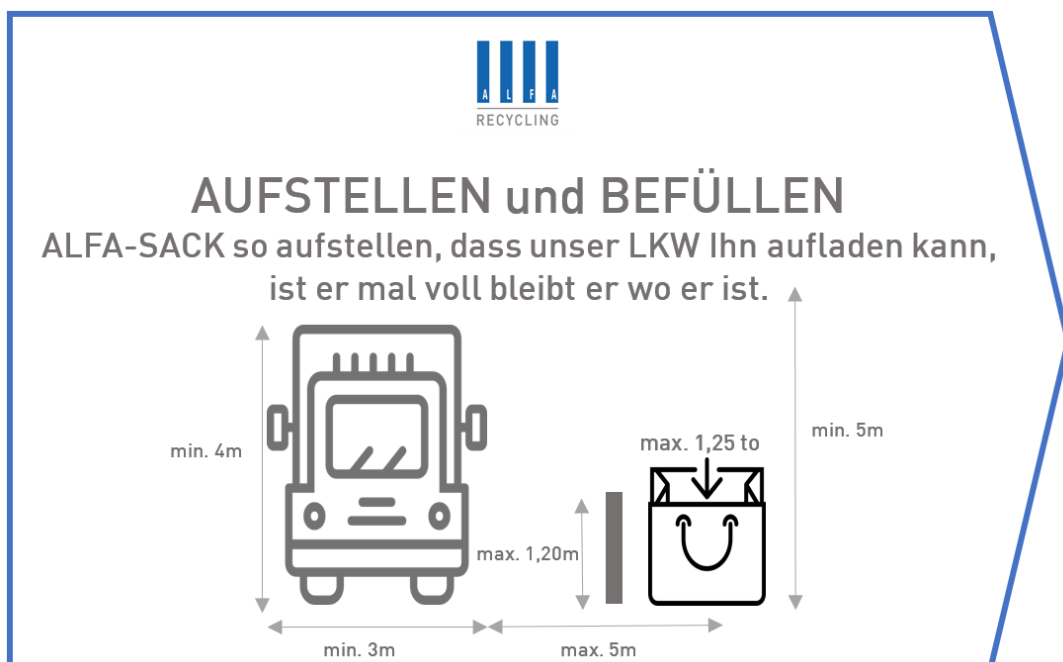 ALFA
RECYCLING
AUFSTELLEN und BEFÜLLEN
ALFA-SACK so aufstellen, dass unser LKW Ihn aufladen kann,
ist er mal voll bleibt er wo er ist.
min. 4m
max. 1,25 to
min. 5m
max. 1,20m
min. 3m
max. 5m